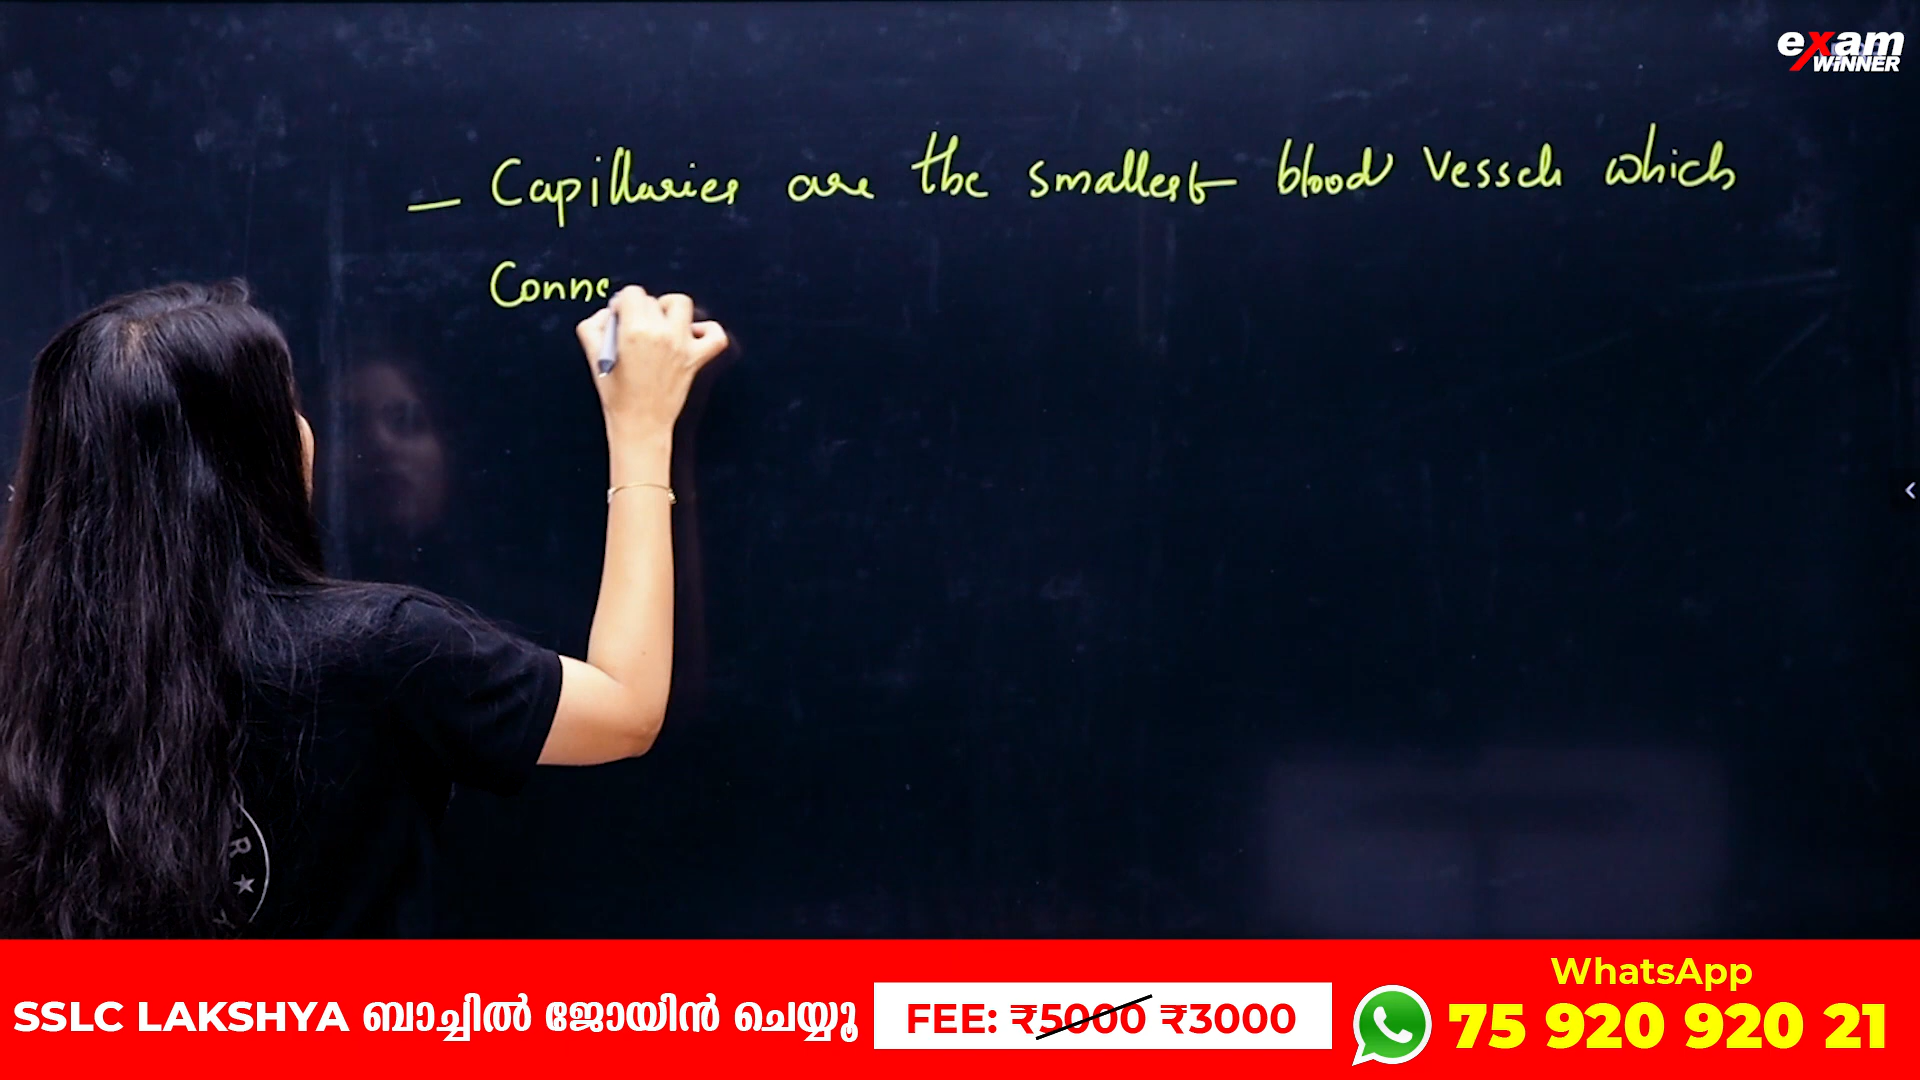 exam
WiNNER
— Capillaries are the smallest blood vessels which
Conne
R ★
SSLC LAKSHYA ബാച്ചിൽ ജോയിൻ ചെയ്യൂ
FEE: ₹5000 ₹3000
WhatsApp
75 920 920 21